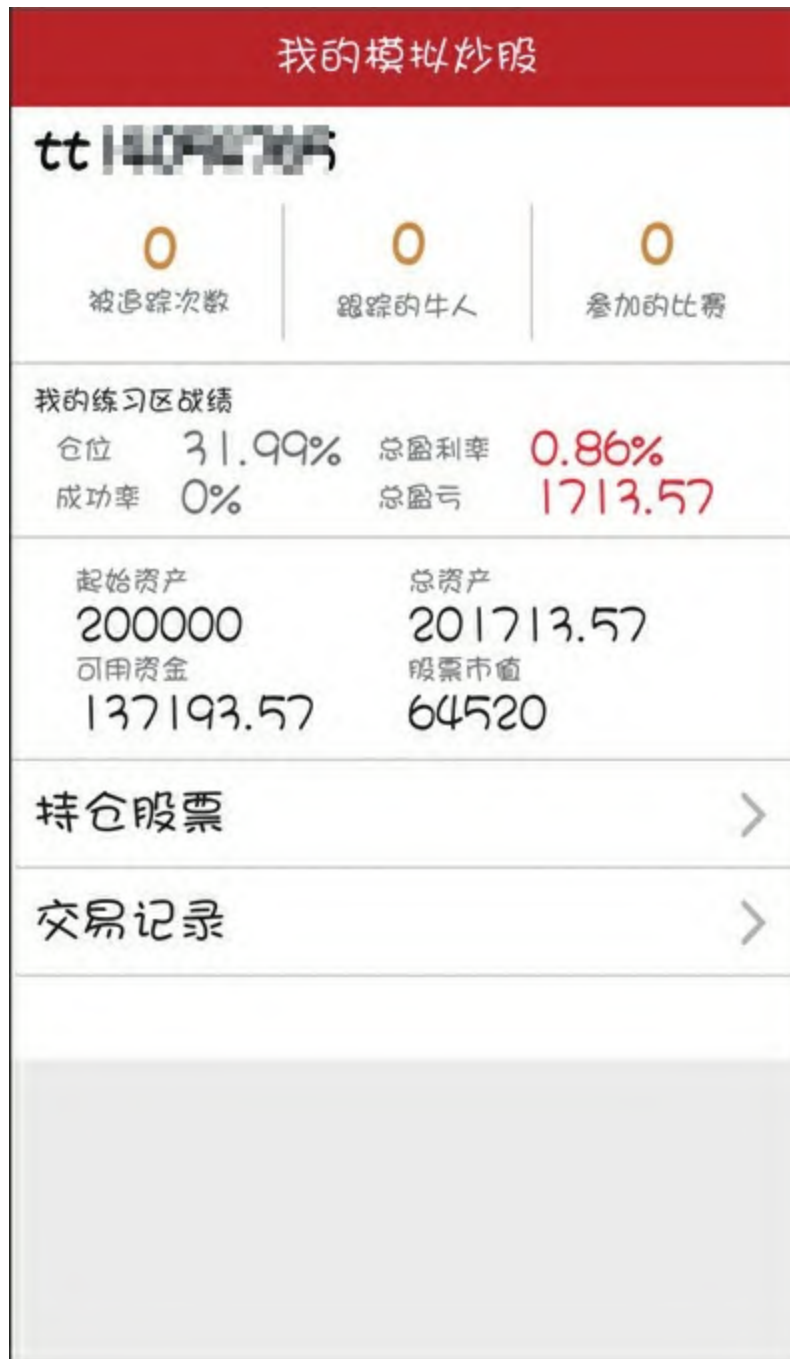 我的模拟炒股
tt
0 0 0
被追踪次数 跟踪的牛人 参加的比赛
我的练习区战绩
仓位 31.99% 总盈利率 0.86%
成功率 0% 总盈亏 1713.57
起始资产 总资产
200000 201713.57
可用资金 股票市值
137193.57 64520
持仓股票
交易记录